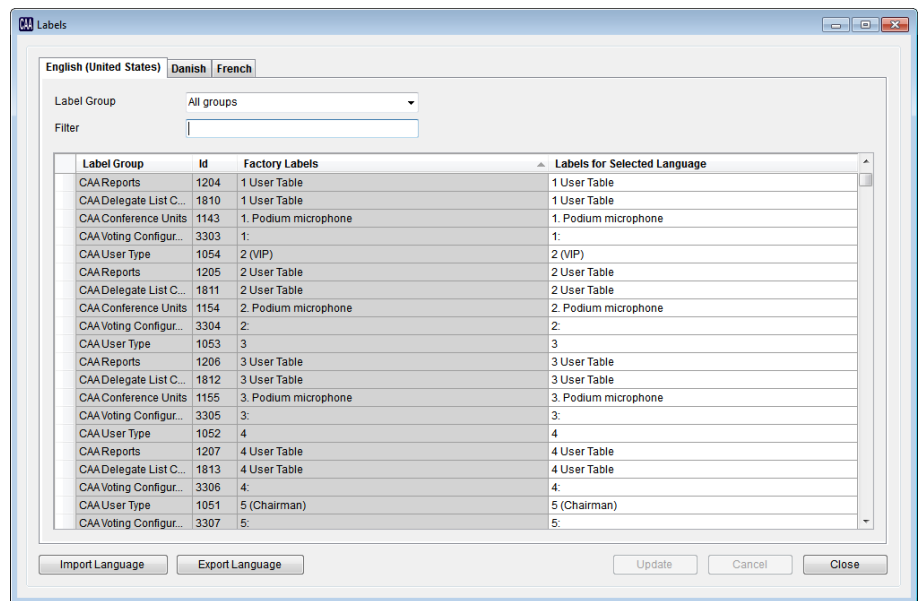 CAA Labels
English (United States) Danish French
Label Group All groups
Filter
Label Group Id Factory Labels Labels for Selected Language
CAA Reports 1204 1 User Table 1 User Table
CAA Delegate List C... 1810 1 User Table 1 User Table
CAA Conference Units 1143 1. Podium microphone 1. Podium microphone
CAA Voting Configur... 3303 1: 1:
CAA User Type 1054 2 (VIP) 2 (VIP)
CAA Reports 1205 2 User Table 2 User Table
CAA Delegate List C... 1811 2 User Table 2 User Table
CAA Conference Units 1154 2. Podium microphone 2. Podium microphone
CAA Voting Configur... 3304 2: 2:
CAA User Type 1053 3 3
CAA Reports 1206 3 User Table 3 User Table
CAA Delegate List C... 1812 3 User Table 3 User Table
CAA Conference Units 1155 3. Podium microphone 3. Podium microphone
CAA Voting Configur... 3305 3: 3:
CAA User Type 1052 4 4
CAA Reports 1207 4 User Table 4 User Table
CAA Delegate List C... 1813 4 User Table 4 User Table
CAA Voting Configur... 3306 4: 4:
CAA User Type 1051 5 (Chairman) 5 (Chairman)
CAA Voting Configur... 3307 5: 5:
Import Language Export Language Update Cancel Close